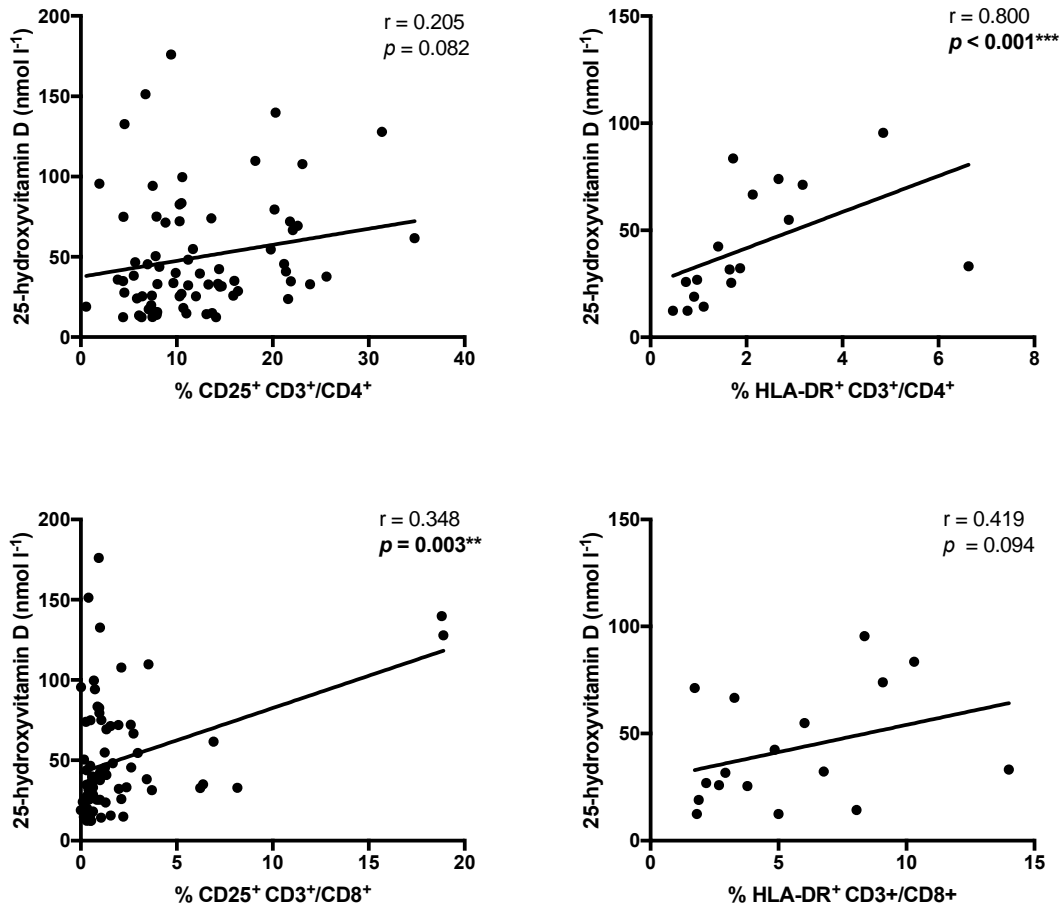 200
150
100
50
0
0 10 20 30 40
25-hydroxyvitamin D (nmol l⁻¹)
% CD25⁺ CD3⁺/CD4⁺
r = 0.205
p = 0.082
150
100
50
0
0 2 4 6 8
25-hydroxyvitamin D (nmol l⁻¹)
% HLA-DR⁺ CD3⁺/CD4⁺
r = 0.800
p < 0.001***
200
150
100
50
0
0 5 10 15 20
25-hydroxyvitamin D (nmol l⁻¹)
% CD25⁺ CD3⁺/CD8⁺
r = 0.348
p = 0.003**
150
100
50
0
0 5 10 15
25-hydroxyvitamin D (nmol l⁻¹)
% HLA-DR⁺ CD3+/CD8+
r = 0.419
p = 0.094